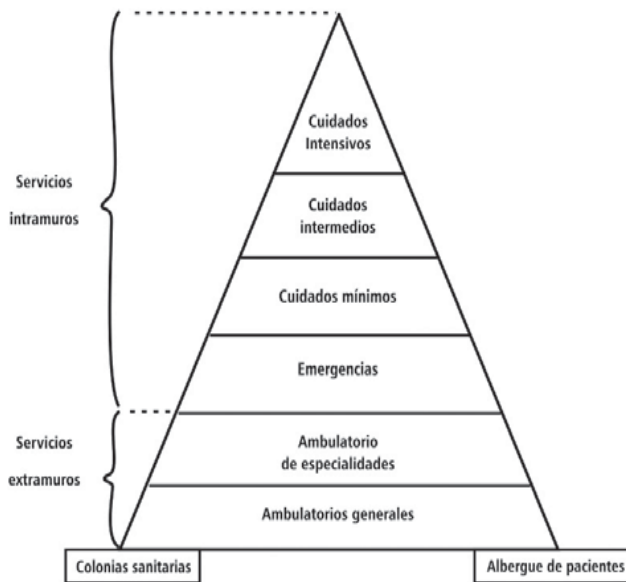 Cuidados
Intensivos
Servicios
intramuros
Cuidados
intermedios
Cuidados mínimos
Emergencias
Servicios
extramuros
Ambulatorio
de especialidades
Ambulatorios generales
Colonias sanitarias
Albergue de pacientes